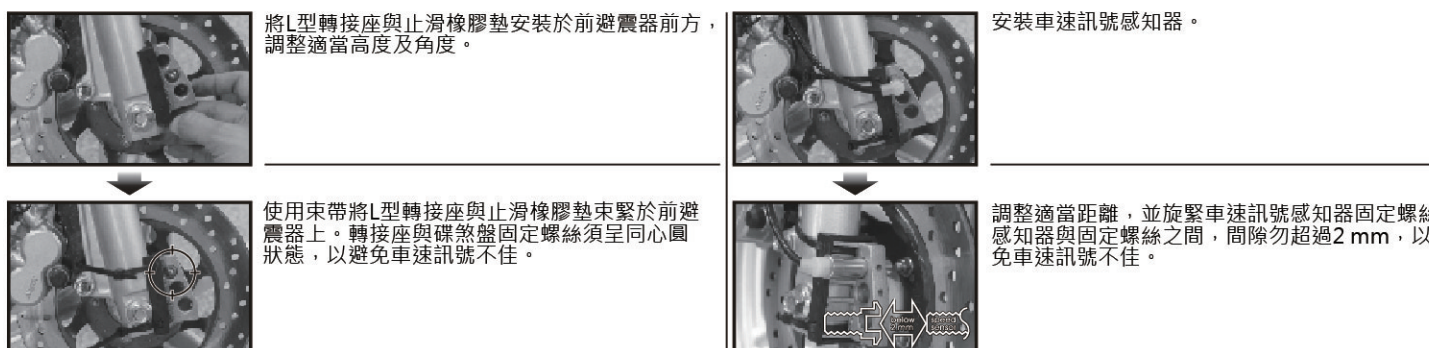 將L型轉接座與止滑橡膠墊安裝於前避震器前方，
調整適當高度及角度。
使用束帶將L型轉接座與止滑橡膠墊束緊於前避
震器上。轉接座與碟煞盤固定螺絲須呈同心圓
狀態，以避免車速訊號不佳。
安裝車速訊號感知器。
調整適當距離，並旋緊車速訊號感知器固定螺絲
感知器與固定螺絲之間，間隙勿超過2 mm，以
免車速訊號不佳。
below
2mm
speed
sensor